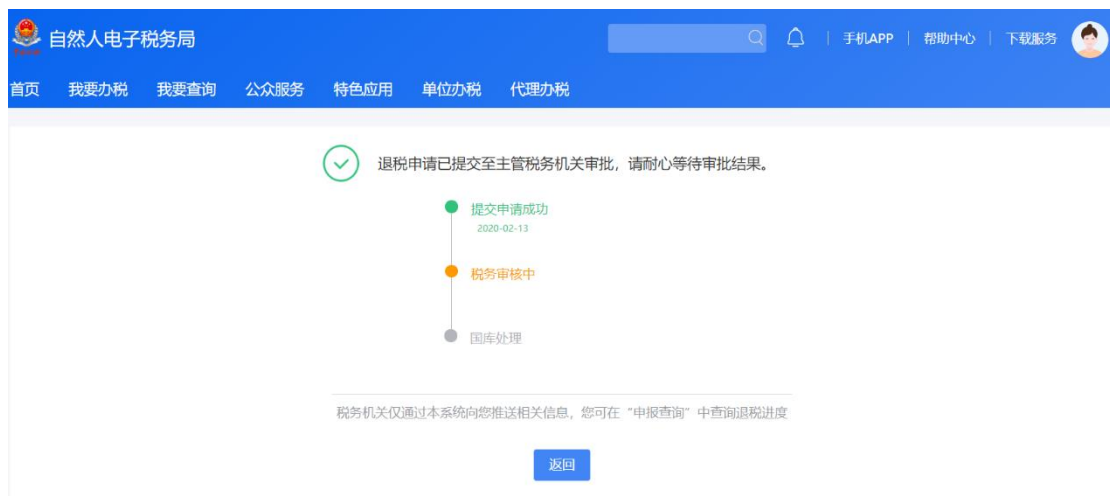 自然人电子税务局
手机APP | 帮助中心 | 下载服务
首页 我要办税 我要查询 公众服务 特色应用 单位办税 代理办税
退税申请已提交至主管税务机关审批，请耐心等待审批结果。
提交申请成功
2020-02-13
税务审核中
国库处理
税务机关仅通过本系统向您推送相关信息，您可在“申报查询”中查询退税进度
返回